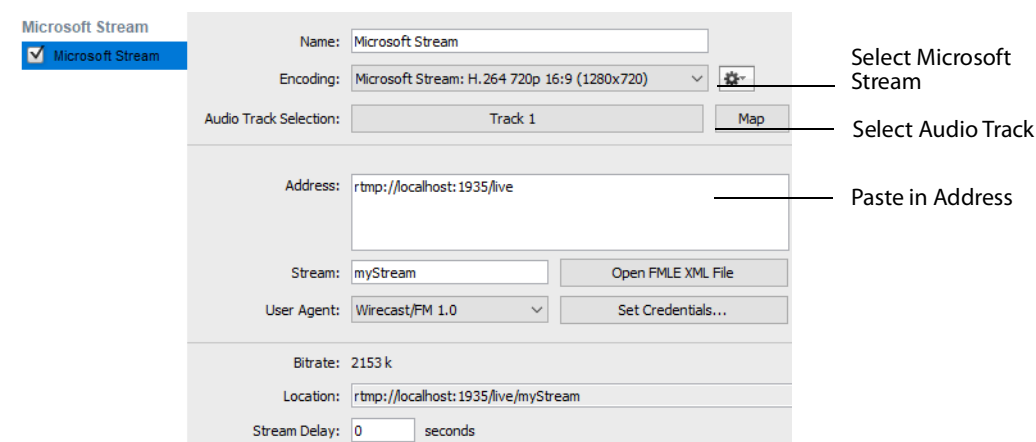 Microsoft Stream
Microsoft Stream
Name: Microsoft Stream
Encoding: Microsoft Stream: H.264 720p 16:9 (1280x720)
Audio Track Selection: Track 1 Map
Address: rtmp://localhost:1935/live
Stream: myStream Open FMLE XML File
User Agent: Wirecast/FM 1.0 Set Credentials...
Bitrate: 2153 k
Location: rtmp://localhost:1935/live/myStream
Stream Delay: 0 seconds
Select Microsoft
Stream
Select Audio Track
Paste in Address